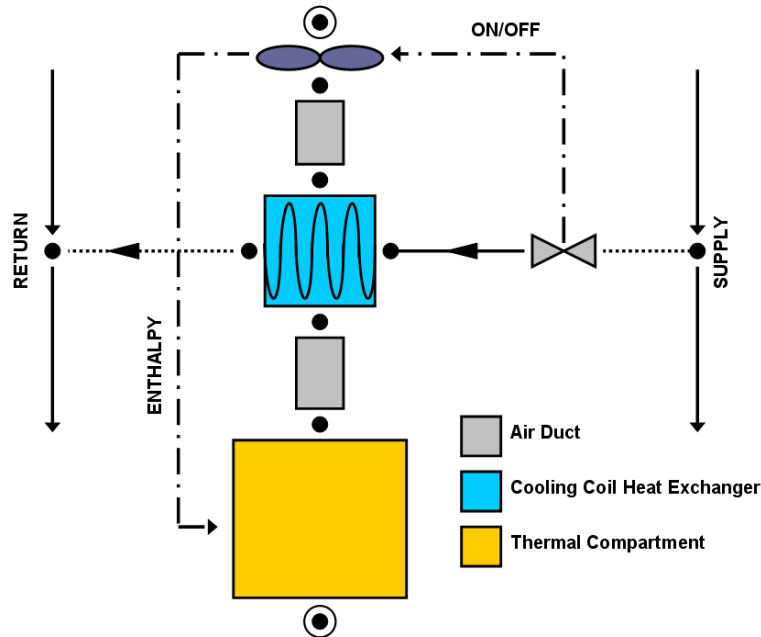 ON/OFF
RETURN
SUPPLY
ENTHALPY
Air Duct
Cooling Coil Heat Exchanger
Thermal Compartment